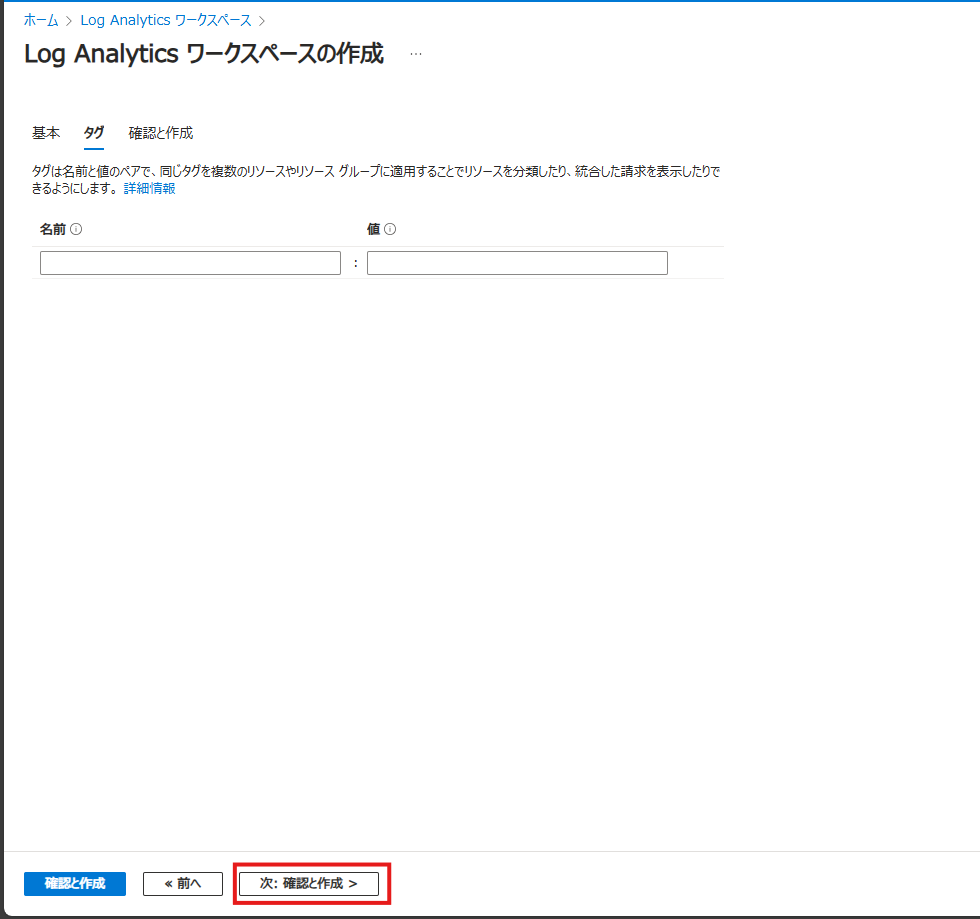 ホーム > Log Analytics ワークスペース >
Log Analytics ワークスペースの作成 …
基本 タグ 確認と作成
タグは名前と値のペアで、同じタグを複数のリソースやリソース グループに適用することでリソースを分類したり、統合した請求を表示したりで
きるようにします。 詳細情報
名前 値
:
確認と作成 « 前へ 次: 確認と作成 >